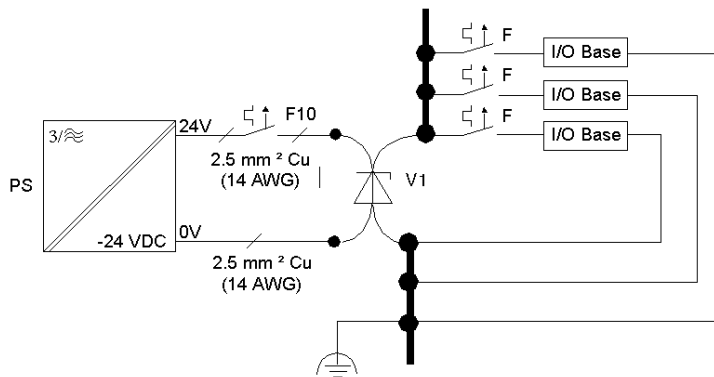 F
I/O Base
F
I/O Base
F
I/O Base
3/
24V
F10
2.5 mm ² Cu
(14 AWG)
V1
PS
-24 VDC
0V
2.5 mm ² Cu
(14 AWG)